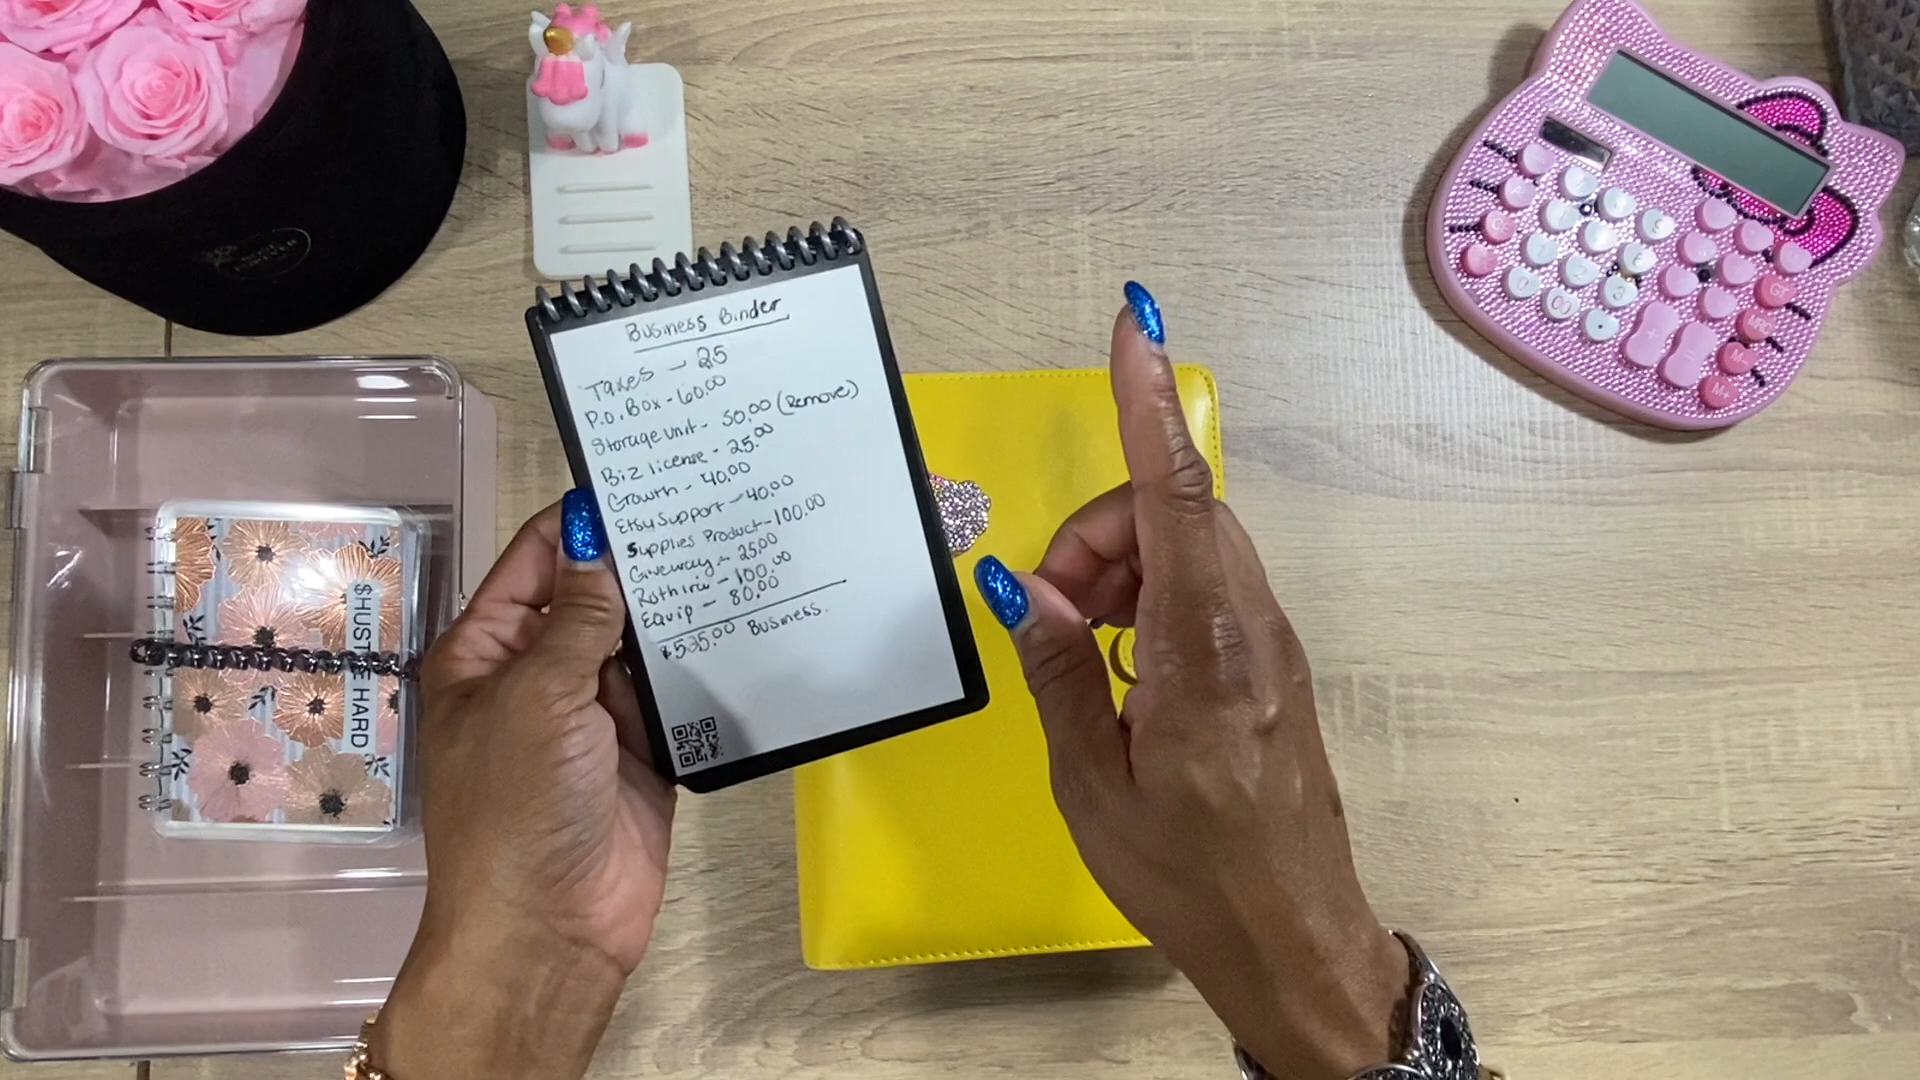 Business Binder
Taxes - 25
P.O. Box - 60.00
Storage unit - 50.00 (Remove)
Biz license - 25.00
Growth - 40.00
Etsy Support - 40.00
Supplies Product - 100.00
Giveway - 25.00
Roth ira - 100.00
Equip - 80.00
$525.00 Business.
$HUSTLE HARD